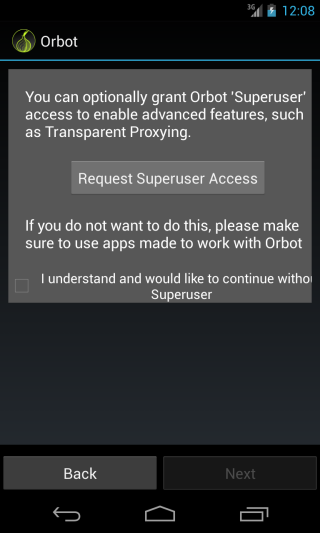 3G 12:08
Orbot
You can optionally grant Orbot 'Superuser'
access to enable advanced features, such
as Transparent Proxying.
Request Superuser Access
If you do not want to do this, please make
sure to use apps made to work with Orbot
I understand and would like to continue withou
Superuser
Back Next